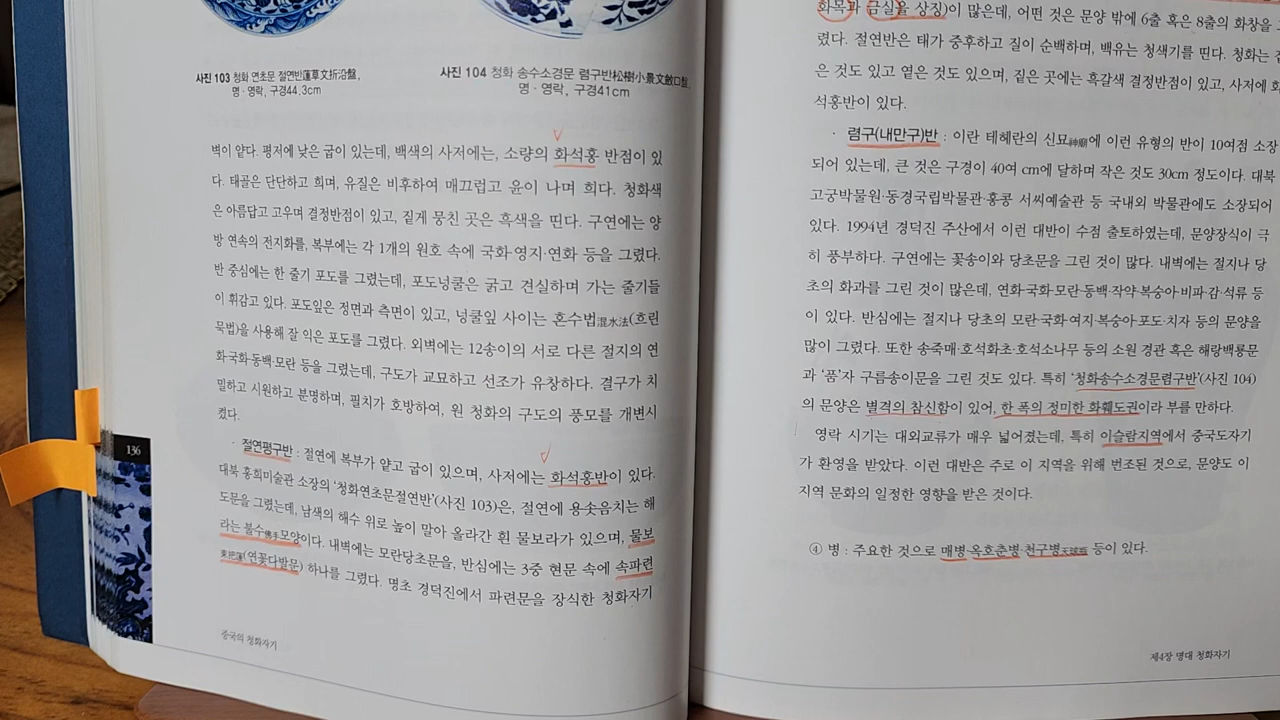 사진 103 청화 연초문 절연반蓮草文折沿盤,
명 · 영락, 구경44.3cm
사진 104 청화 송수소경문 렴구반松樹小景文斂口盤,
명 · 영락, 구경41cm
벽이 얕다. 평저에 낮은 굽이 있는데, 백색의 사저에는, 소량의 화석홍 반점이 있
다. 태골은 단단하고 희며, 유질은 비후하여 매끄럽고 윤이 나며 희다. 청화색
은 아름답고 고우며 결정반점이 있고, 짙게 뭉친 곳은 흑색을 띤다. 구연에는 양
방 연속의 전지화를, 복부에는 각 1개의 원호 속에 국화·영지·연화 등을 그렸다.
반 중심에는 한 줄기 포도를 그렸는데, 포도넝쿨은 굵고 견실하며 가는 줄기들
이 휘감고 있다. 포도잎은 정면과 측면이 있고, 넝쿨잎 사이는 혼수법混水法(흐린
묵법)을 사용해 잘 익은 포도를 그렸다. 외벽에는 12송이의 서로 다른 절지의 연
화·국화·동백·모란 등을 그렸는데, 구도가 교묘하고 선조가 유창하다. 결구가 치
밀하고 시원하고 분명하며, 필치가 호방하여, 원 청화의 구도의 풍모를 개변시
켰다.
· 절연평구반 : 절연에 복부가 얕고 굽이 있으며, 사저에는 화석홍반이 있다.
대북 홍희미술관 소장의 '청화연초문절연반'(사진 103)은, 절연에 용솟음치는 해
도문을 그렸는데, 남색의 해수 위로 높이 말아 올라간 흰 물보라가 있으며, 물보
라는 불수佛手모양이다. 내벽에는 모란당초문을, 반심에는 3중 현문 속에 속파련
束把蓮(연꽃다발문) 하나를 그렸다. 명초 경덕진에서 파련문을 장식한 청화자기
136
중국의 청화자기
화목과 금실을 상징)이 많은데, 어떤 것은 문양 밖에 6출 혹은 8출의 화창을
렸다. 절연반은 태가 중후하고 질이 순백하며, 백유는 청색기를 띤다. 청화는
은 것도 있고 옅은 것도 있으며, 짙은 곳에는 흑갈색 결정반점이 있고, 사저에 화
석홍반이 있다.
· 렴구(내만구)반 : 이란 테헤란의 신묘神廟에 이런 유형의 반이 10여점 소장
되어 있는데, 큰 것은 구경이 40여 cm에 달하며 작은 것도 30cm 정도이다. 대북
고궁박물원·동경국립박물관·홍콩 서씨예술관 등 국내외 박물관에도 소장되어
있다. 1994년 경덕진 주산에서 이런 대반이 수점 출토하였는데, 문양장식이 극
히 풍부하다. 구연에는 꽃송이와 당초문을 그린 것이 많다. 내벽에는 절지나 당
초의 화과를 그린 것이 많은데, 연화·국화·모란·동백·작약·복숭아·비파·감·석류 등
이 있다. 반심에는 절지나 당초의 모란·국화·여지·복숭아·포도·치자 등의 문양을
많이 그렸다. 또한 송죽매·호석화초·호석소나무 등의 소원 경관 혹은 해랑백룡문
과 '품'자 구름송이문을 그린 것도 있다. 특히 '청화송수소경문렴구반'(사진 104)
의 문양은 별격의 참신함이 있어, 한 폭의 정미한 화훼도권이라 부를 만하다.
영락 시기는 대외교류가 매우 넓어졌는데, 특히 이슬람지역에서 중국도자기
가 환영을 받았다. 이런 대반은 주로 이 지역을 위해 번조된 것으로, 문양도 이
지역 문화의 일정한 영향을 받은 것이다.
④ 병 : 주요한 것으로 매병·옥호춘병·천구병天球甁 등이 있다.
제4장 명대 청화자기